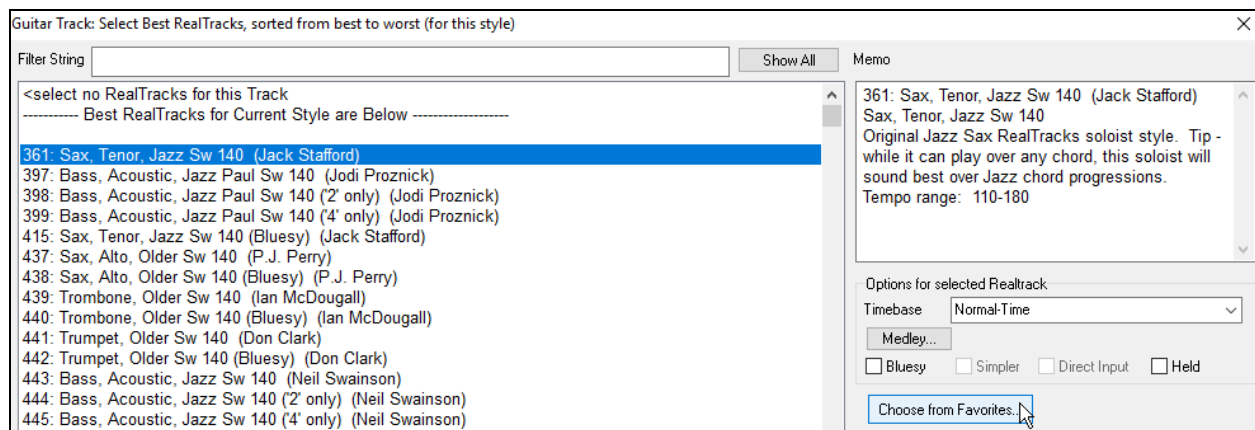 Guitar Track: Select Best RealTracks, sorted from best to worst (for this style)
Filter String
Show All
Memo
<select no RealTracks for this Track
----------- Best RealTracks for Current Style are Below -------------------
361: Sax, Tenor, Jazz Sw 140 (Jack Stafford)
397: Bass, Acoustic, Jazz Paul Sw 140 (Jodi Proznick)
398: Bass, Acoustic, Jazz Paul Sw 140 ('2' only) (Jodi Proznick)
399: Bass, Acoustic, Jazz Paul Sw 140 ('4' only) (Jodi Proznick)
415: Sax, Tenor, Jazz Sw 140 (Bluesy) (Jack Stafford)
437: Sax, Alto, Older Sw 140 (P.J. Perry)
438: Sax, Alto, Older Sw 140 (Bluesy) (P.J. Perry)
439: Trombone, Older Sw 140 (Ian McDougall)
440: Trombone, Older Sw 140 (Bluesy) (Ian McDougall)
441: Trumpet, Older Sw 140 (Don Clark)
442: Trumpet, Older Sw 140 (Bluesy) (Don Clark)
443: Bass, Acoustic, Jazz Sw 140 (Neil Swainson)
444: Bass, Acoustic, Jazz Sw 140 ('2' only) (Neil Swainson)
445: Bass, Acoustic, Jazz Sw 140 ('4' only) (Neil Swainson)
361: Sax, Tenor, Jazz Sw 140 (Jack Stafford)
Sax, Tenor, Jazz Sw 140
Original Jazz Sax RealTracks soloist style. Tip -
while it can play over any chord, this soloist will
sound best over Jazz chord progressions.
Tempo range: 110-180
Options for selected Realtrack
Timebase Normal-Time
Medley...
Bluesy Simpler Direct Input Held
Choose from Favorites...